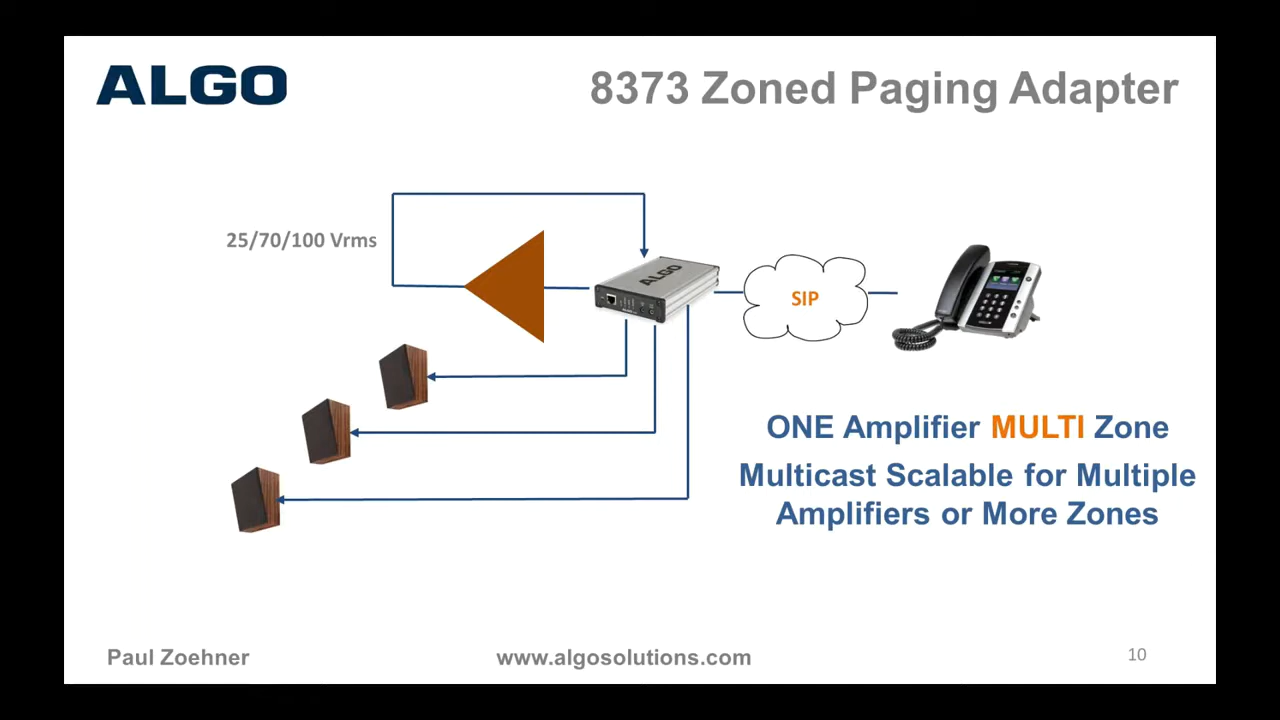 ALGO
8373 Zoned Paging Adapter
25/70/100 Vrms
ALGO
SIP
ONE Amplifier MULTI Zone
Multicast Scalable for Multiple
Amplifiers or More Zones
Paul Zoehner
www.algosolutions.com
10